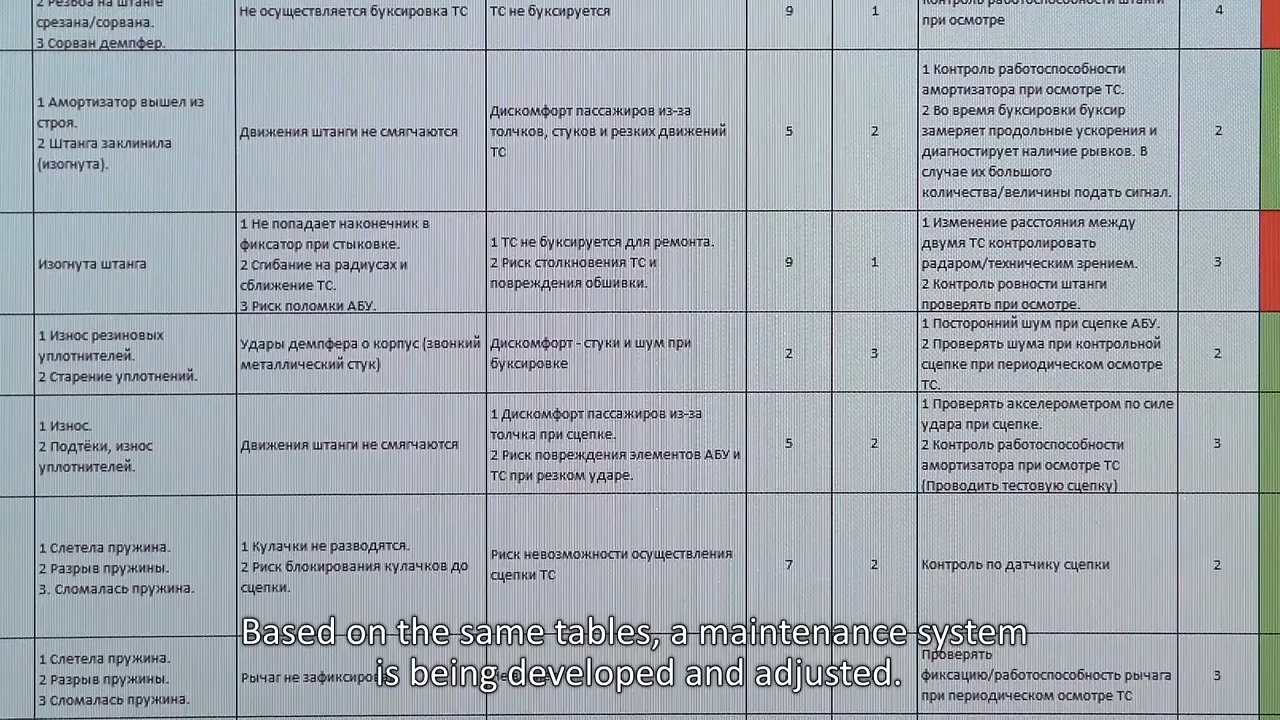 2 Резьба на штанге
срезана/сорвана.
3 Сорван демпфер.
Не осуществляется буксировка ТС
ТС не буксируется
9
1
Контроль работоспособности штанги
при осмотре
4
1 Амортизатор вышел из
строя.
2 Штанга заклинила
(изогнута).
Движения штанги не смягчаются
Дискомфорт пассажиров из-за
толчков, стуков и резких движений
ТС
5
2
1 Контроль работоспособности
амортизатора при осмотре ТС.
2 Во время буксировки буксир
замеряет продольные ускорения и
диагностирует наличие рывков. В
случае их большого
количества/величины подать сигнал.
2
Изогнута штанга
1 Не попадает наконечник в
фиксатор при стыковке.
2 Сгибание на радиусах и
сближение ТС.
3 Риск поломки АБУ.
1 ТС не буксируется для ремонта.
2 Риск столкновения ТС и
повреждения обшивки.
9
1
1 Изменение расстояния между
двумя ТС контролировать
радаром/техническим зрением.
2 Контроль ровности штанги
проверять при осмотре.
3
1 Износ резиновых
уплотнителей.
2 Старение уплотнений.
Удары демпфера о корпус (звонкий
металлический стук)
Дискомфорт - стуки и шум при
буксировке
2
3
1 Посторонний шум при сцепке АБУ.
2 Проверять шума при контрольной
сцепке при периодическом осмотре
ТС.
2
1 Износ.
2 Подтёки, износ
уплотнителей.
Движения штанги не смягчаются
1 Дискомфорт пассажиров из-за
толчка при сцепке.
2 Риск повреждения элементов АБУ и
ТС при резком ударе.
5
2
1 Проверять акселерометром по силе
удара при сцепке.
2 Контроль работоспособности
амортизатора при осмотре ТС
(Проводить тестовую сцепку)
3
1 Слетела пружина.
2 Разрыв пружины.
3. Сломалась пружина.
1 Кулачки не разводятся.
2 Риск блокирования кулачков до
сцепки.
Риск невозможности осуществления
сцепки ТС
7
2
Контроль по датчику сцепки
2
1 Слетела пружина.
2 Разрыв пружины.
3 Сломалась пружина.
Рычаг не зафиксиров
Проверять
фиксацию/работоспособность рычага
при периодическом осмотре ТС
3
Based on the same tables, a maintenance system
is being developed and adjusted.